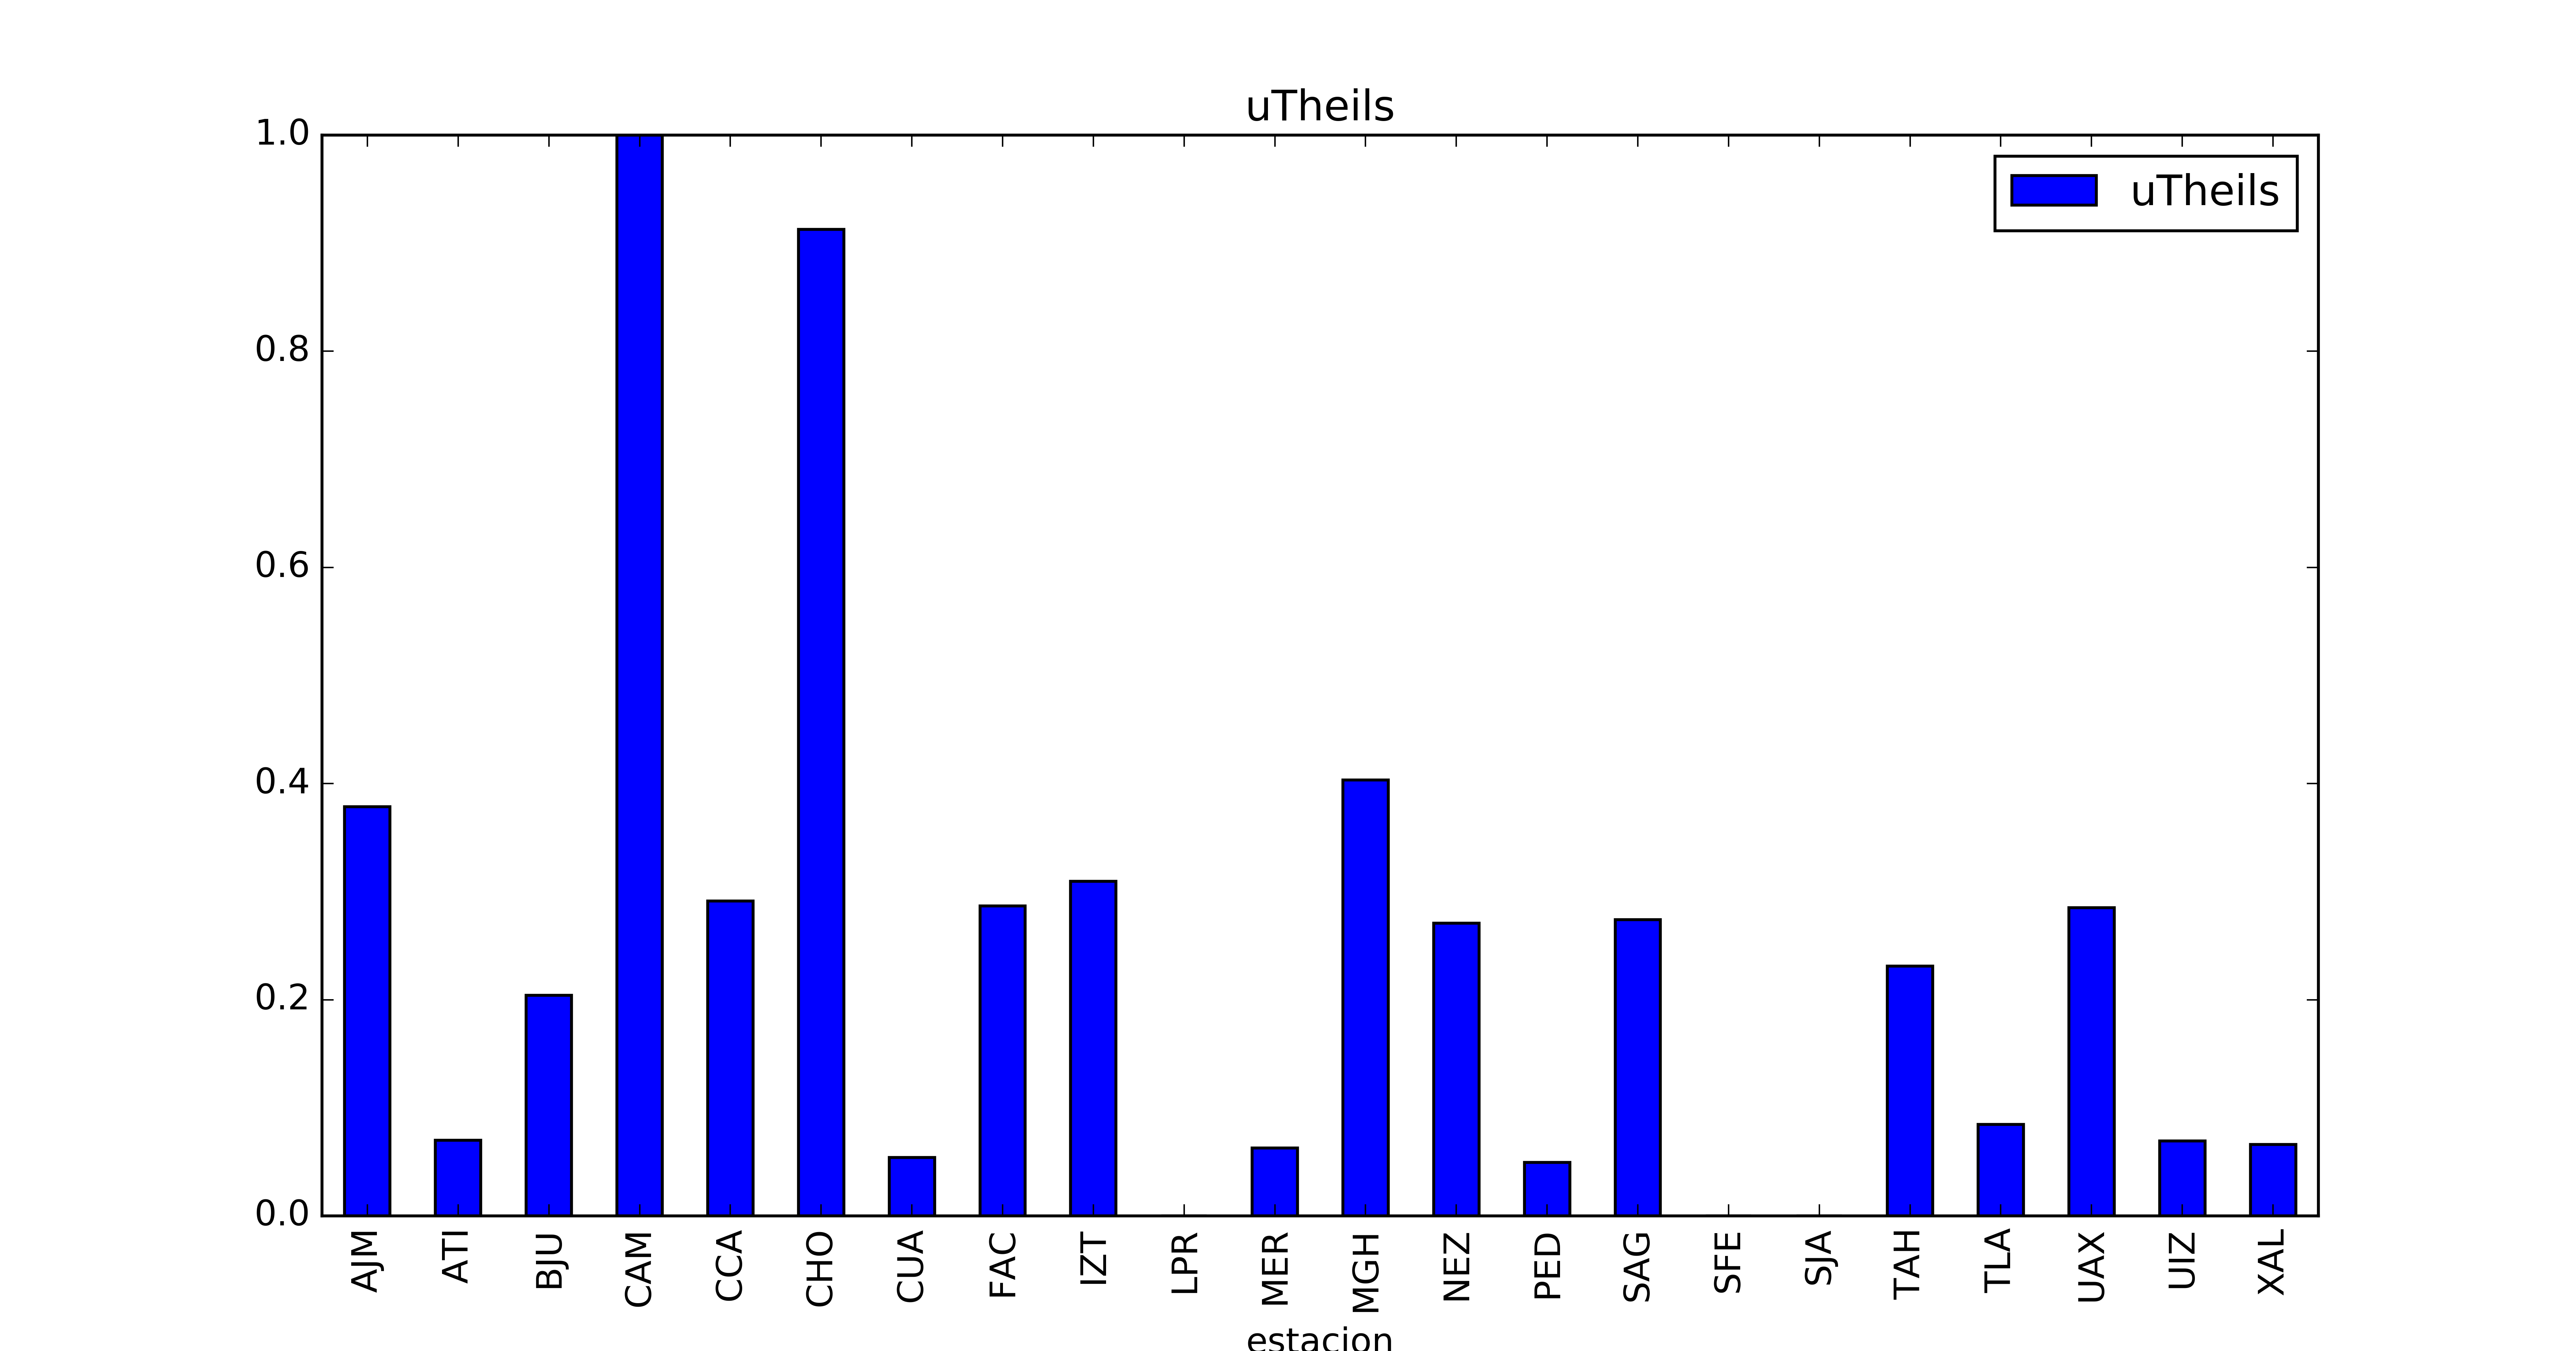 uTheils
1.0
uTheils
0.8
0.6
0.4
0.2
0.0
AJM ATI BJU CAM CCA CHO CUA FAC IZT LPR MER MGH NEZ PED SAG SFE SJA TAH TLA UAX UIZ XAL
estacion